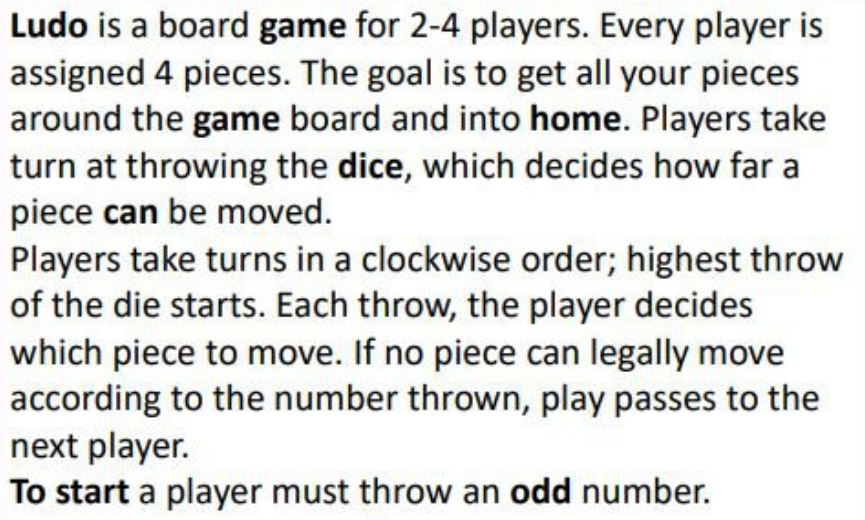 Ludo is a board game for 2-4 players. Every player is
assigned 4 pieces. The goal is to get all your pieces
around the game board and into home. Players take
turn at throwing the dice, which decides how far a
piece can be moved.
Players take turns in a clockwise order; highest throw
of the die starts. Each throw, the player decides
which piece to move. If no piece can legally move
according to the number thrown, play passes to the
next player.
To start a player must throw an odd number.